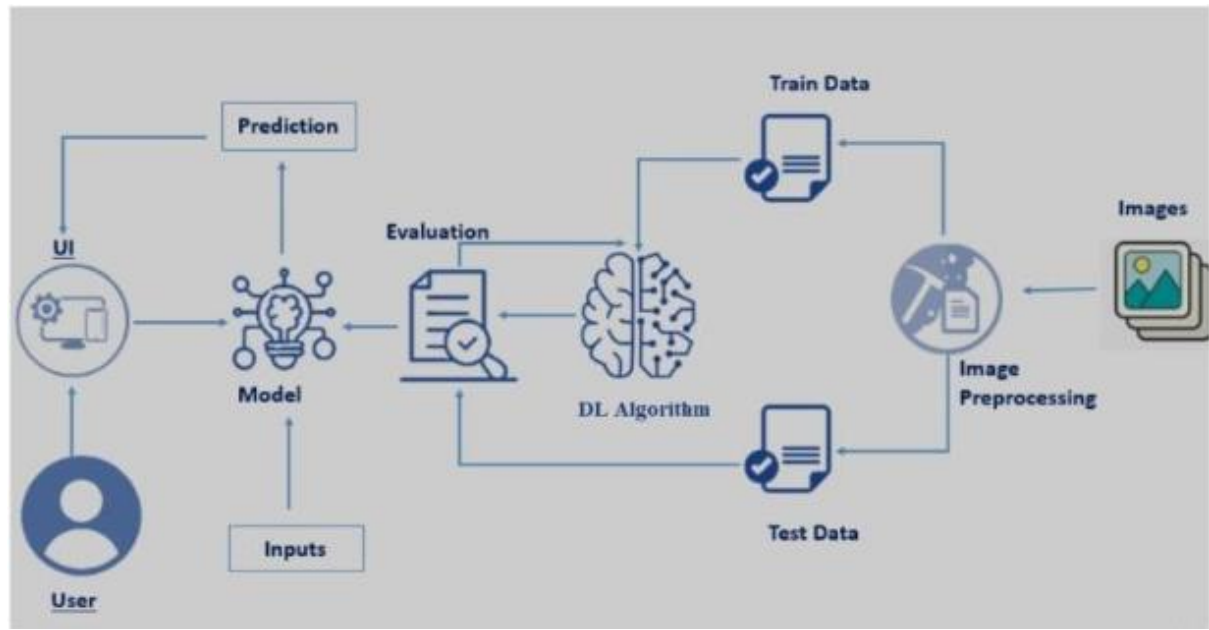 Train Data
Prediction
Images
Evaluation
UI
Image
Preprocessing
Model
DL Algorithm
Test Data
Inputs
User